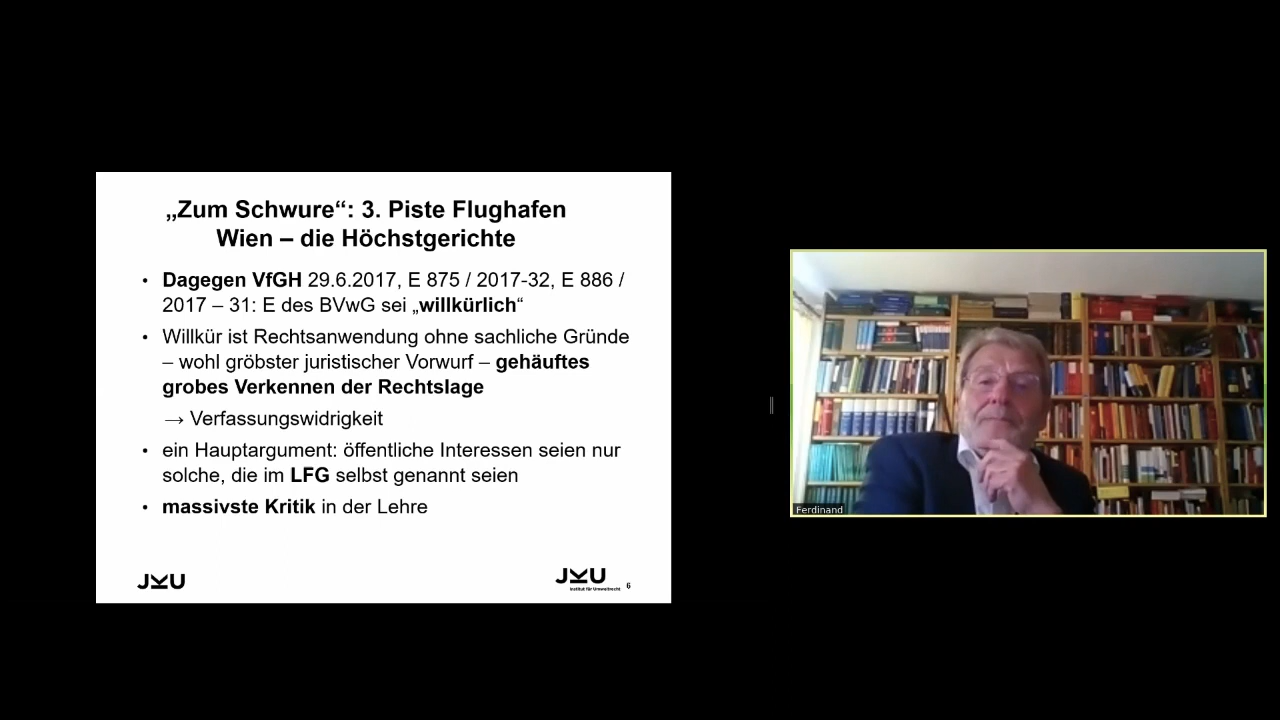 „Zum Schwure“: 3. Piste Flughafen
Wien – die Höchstgerichte
• Dagegen VfGH 29.6.2017, E 875 / 2017-32, E 886 /
2017 – 31: E des BVwG sei „willkürlich“
• Willkür ist Rechtsanwendung ohne sachliche Gründe
– wohl gröbster juristischer Vorwurf – gehäuftes
grobes Verkennen der Rechtslage
→ Verfassungswidrigkeit
• ein Hauptargument: öffentliche Interessen seien nur
solche, die im LFG selbst genannt seien
• massivste Kritik in der Lehre
JKU
JKU
Institut für Umweltrecht
6
Ferdinand